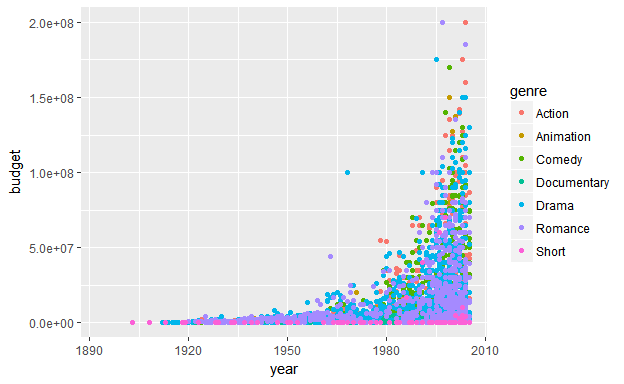 2.0e+08
1.5e+08
1.0e+08
5.0e+07
0.0e+00
budget
1890
1920
1950
1980
2010
year
genre
Action
Animation
Comedy
Documentary
Drama
Romance
Short